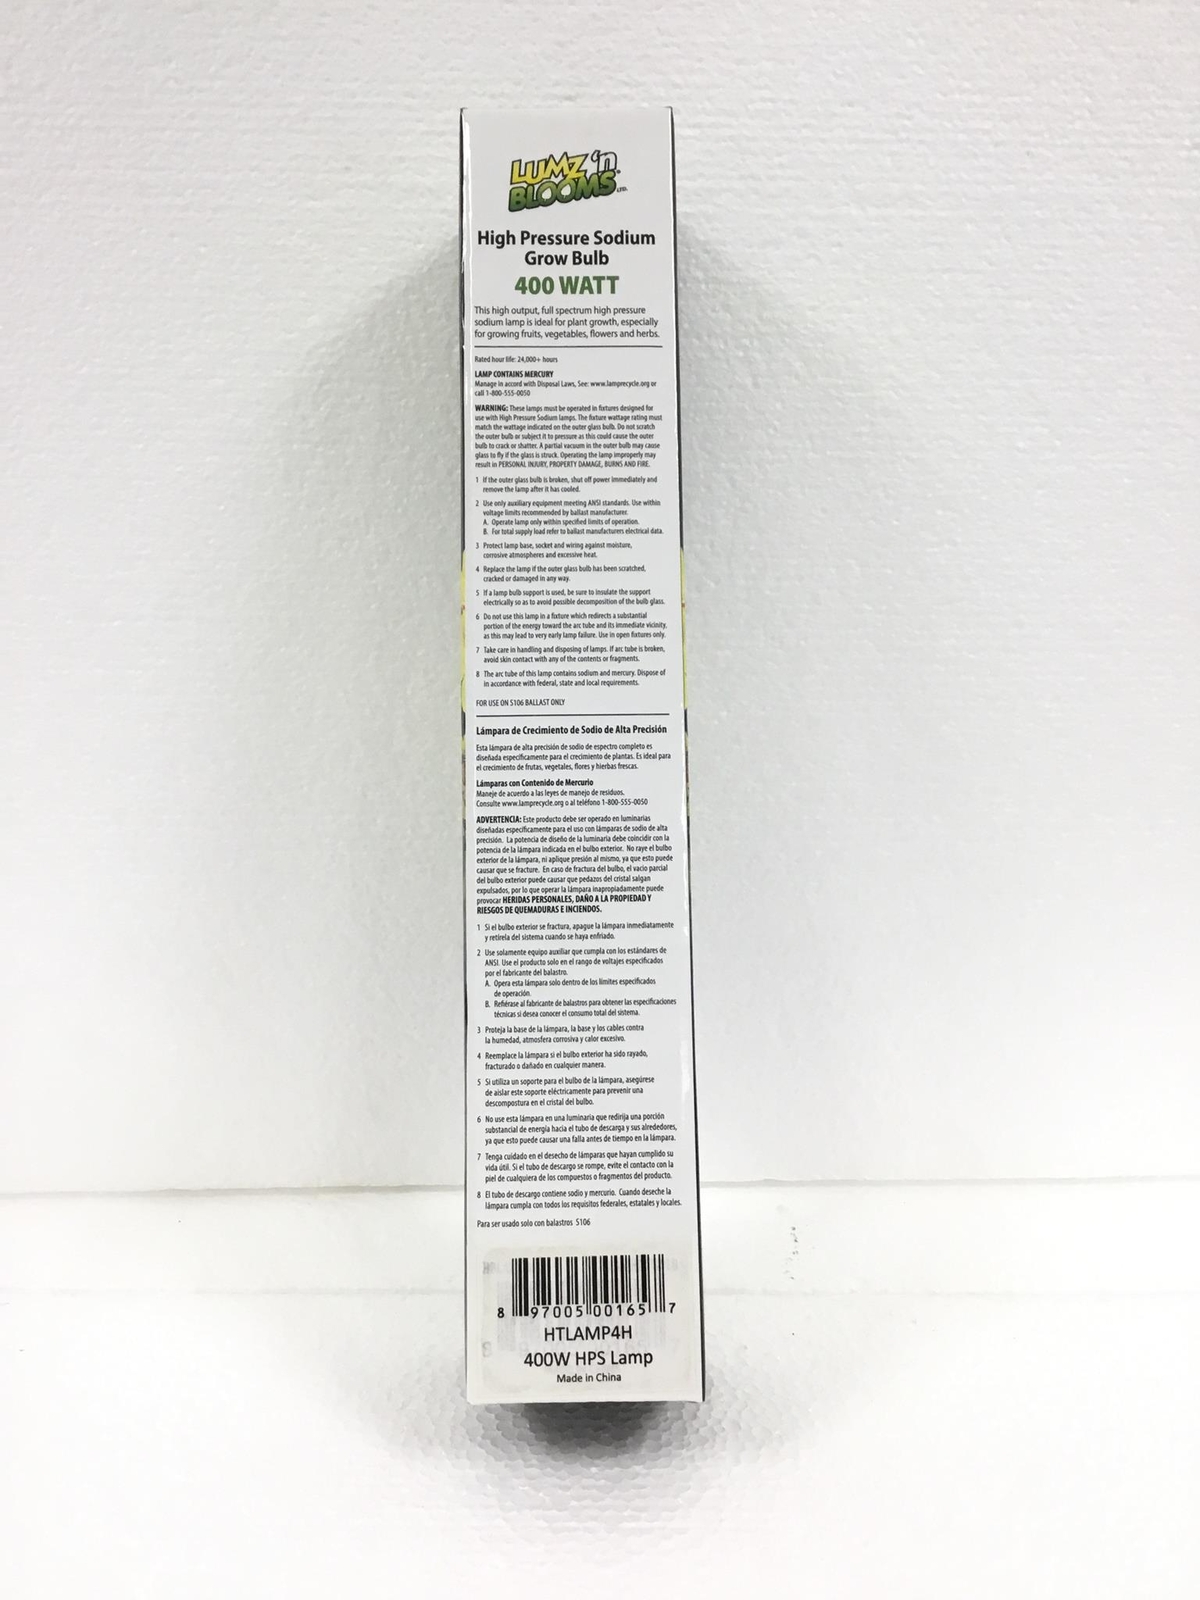 LUMZ 'n
BLOOMS LTD.
High Pressure Sodium
Grow Bulb
400 WATT
This high output, full spectrum high pressure
sodium lamp is ideal for plant growth, especially
for growing fruits, vegetables, flowers and herbs.
Rated hour life: 24,000+ hours
LAMP CONTAINS MERCURY
Manage in accord with Disposal Laws, See: www.lamprecycle.org or
call 1-800-555-0050
WARNING: These lamps must be operated in fixtures designed for
use with High Pressure Sodium lamps. The fixture wattage rating must
match the wattage indicated on the outer glass bulb. Do not scratch
the outer bulb or subject it to pressure as this could cause the outer
bulb to crack or shatter. A partial vacuum in the outer bulb may cause
glass to fly if the glass is struck. Operating the lamp improperly may
result in PERSONAL INJURY, PROPERTY DAMAGE, BURNS AND FIRE.
1 If the outer glass bulb is broken, shut off power immediately and
remove the lamp after it has cooled.
2 Use only auxiliary equipment meeting ANSI standards. Use within
voltage limits recommended by ballast manufacturer.
A. Operate lamp only within specified limits of operation.
B. For total supply load refer to ballast manufacturers electrical data.
3 Protect lamp base, socket and wiring against moisture,
corrosive atmospheres and excessive heat.
4 Replace the lamp if the outer glass bulb has been scratched,
cracked or damaged in any way.
5 If a lamp bulb support is used, be sure to insulate the support
electrically so as to avoid possible decomposition of the bulb glass.
6 Do not use this lamp in a fixture which redirects a substantial
portion of the energy toward the arc tube and its immediate vicinity,
as this may lead to very early lamp failure. Use in open fixtures only.
7 Take care in handling and disposing of lamps. If arc tube is broken,
avoid skin contact with any of the contents or fragments.
8 The arc tube of this lamp contains sodium and mercury. Dispose of
in accordance with federal, state and local requirements.
FOR USE ON S106 BALLAST ONLY
Lámpara de Crecimiento de Sodio de Alta Precisión
Esta lámpara de alta precisión de sodio de espectro completo es
diseñada específicamente para el crecimiento de plantas. Es ideal para
el crecimiento de frutas, vegetales, flores y hierbas frescas.
Lámparas con Contenido de Mercurio
Maneje de acuerdo a las leyes de manejo de residuos.
Consulte www.lamprecycle.org o al teléfono 1-800-555-0050
ADVERTENCIA: Este producto debe ser operado en luminarias
diseñadas específicamente para el uso con lámparas de sodio de alta
precisión. La potencia de diseño de la luminaria debe coincidir con la
potencia de la lámpara indicada en el bulbo exterior. No raye el bulbo
exterior de la lámpara, ni aplique presión al mismo, ya que esto puede
causar que se fracture. En caso de fractura del bulbo, el vacio parcial
del bulbo exterior puede causar que pedazos del cristal salgan
expulsados, por lo que operar la lámpara inapropiadamente puede
provocar HERIDAS PERSONALES, DAÑO A LA PROPIEDAD Y
RIESGOS DE QUEMADURAS E INCIENDOS.
1 Si el bulbo exterior se fractura, apague la lámpara inmediatamente
y retirela del sistema cuando se haya enfriado.
2 Use solamente equipo auxiliar que cumpla con los estándares de
ANSI. Use el producto solo en el rango de voltajes especificados
por el fabricante del balastro.
A. Opera esta lámpara solo dentro de los límites especificados
de operación.
B. Refiérase al fabricante de balastros para obtener las especificaciones
técnicas si desea conocer el consumo total del sistema.
3 Proteja la base de la lámpara, la base y los cables contra
la humedad, atmosfera corrosiva y calor excesivo.
4 Reemplace la lámpara si el bulbo exterior ha sido rayado,
fracturado o dañado en cualquier manera.
5 Si utiliza un soporte para el bulbo de la lámpara, asegúrese
de aislar este soporte eléctricamente para prevenir una
descompostura en el cristal del bulbo.
6 No use esta lámpara en una luminaria que redirija una porción
substancial de energía hacia el tubo de descarga y sus alrededores,
ya que esto puede causar una falla antes de tiempo en la lámpara.
7 Tenga cuidado en el desecho de lámparas que hayan cumplido su
vida útil. Si el tubo de descargo se rompe, evite el contacto con la
piel de cualquiera de los compuestos o fragmentos del producto.
8 El tubo de descargo contiene sodio y mercurio. Cuando deseche la
lámpara cumpla con todos los requisitos federales, estatales y locales.
Para ser usado solo con balastros S106
8 97005 00165 7
HTLAMP4H
400W HPS Lamp
Made in China